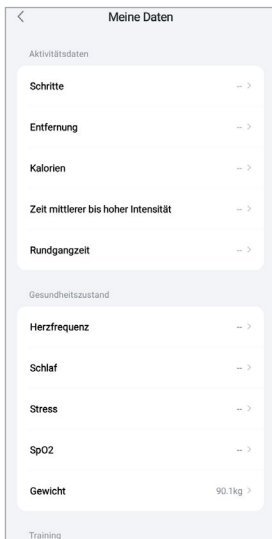 Meine Daten
Aktivitätsdaten
Schritte -- >
Entfernung -- >
Kalorien -- >
Zeit mittlerer bis hoher Intensität -- >
Rundgangzeit -- >
Gesundheitszustand
Herzfrequenz -- >
Schlaf -- >
Stress -- >
SpO2 -- >
Gewicht 90.1kg >
Training